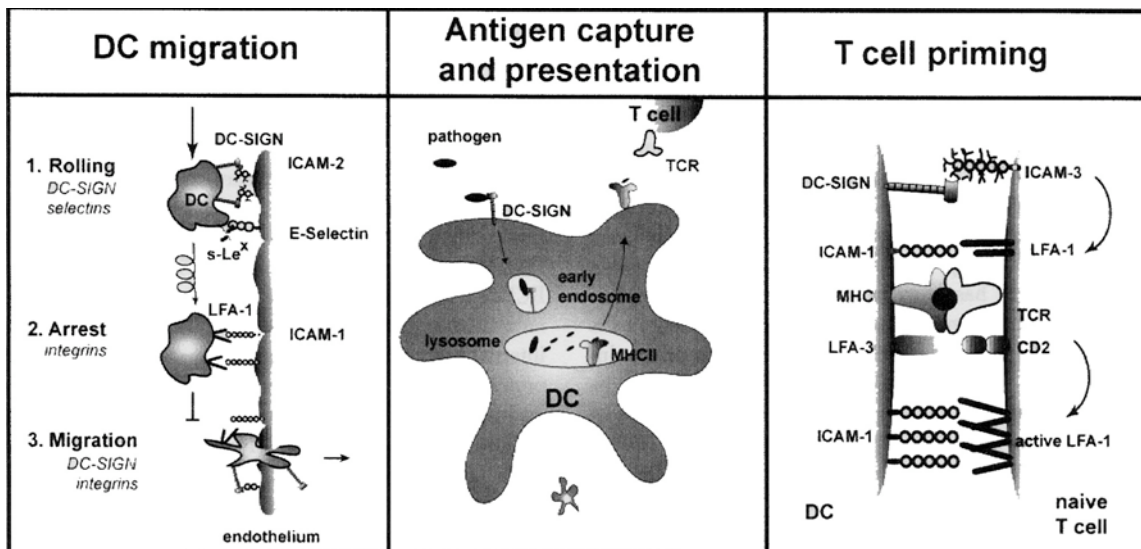 DC migration
Antigen capture
and presentation
T cell priming
DC-SIGN
1. Rolling
DC-SIGN
selectins
ICAM-2
DC
E-Selectin
s-Leˣ
LFA-1
2. Arrest
integrins
ICAM-1
3. Migration
DC-SIGN
integrins
endothelium
T cell
pathogen
TCR
DC-SIGN
early
endosome
lysosome
MHCII
DC
DC-SIGN
ICAM-3
ICAM-1
LFA-1
MHC
TCR
LFA-3
CD2
ICAM-1
active LFA-1
DC
naive
T cell